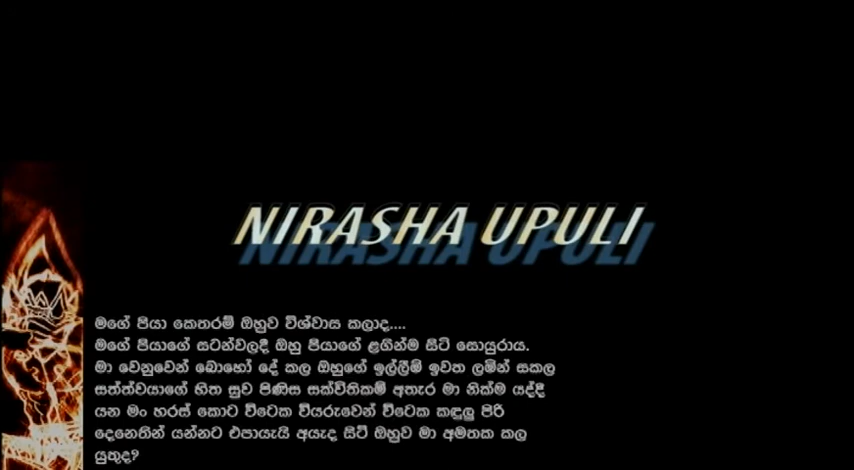 NIRASHA UPULI
මගේ පියා කෙතරම් ඔහුව විශ්වාස කලාද....
මගේ පියාගේ සටන්වලදී ඔහු පියාගේ ළගින්ම සිටි සොයුරාය.
මා වෙනුවෙන් බොහෝ දේ කල ඔහුගේ ඉල්ලීම් ඉවත ලමින් සකල
සත්ත්වයාගේ හිත සුව පිණිස සක්විතිකම් අතැර මා නික්ම යද්දී
යන මං හරස් කොට විටෙක වියරුවෙන් විටෙක කඳුලු පිරි
දෙනෙතින් යන්නට එපායැයි අයැද සිටි ඔහුව මා අමතක කල
යුතුද?